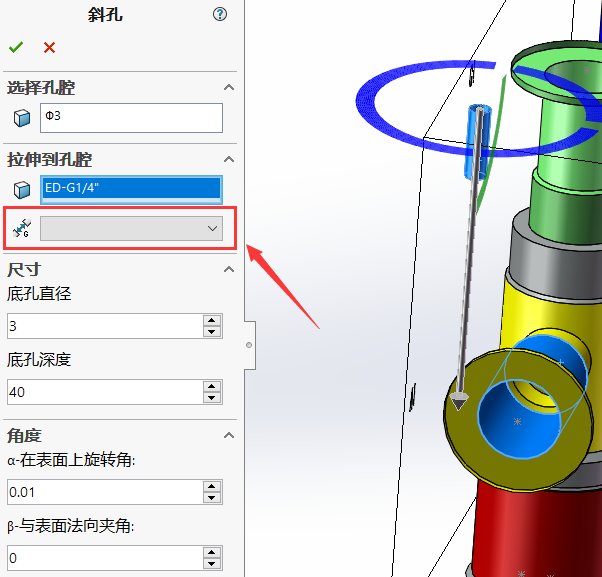 斜孔
?
选择孔腔
Φ3
拉伸到孔腔
ED-G1/4"
G
尺寸
底孔直径
3
底孔深度
40
角度
α-在表面上旋转角:
0.01
β-与表面法向夹角:
0